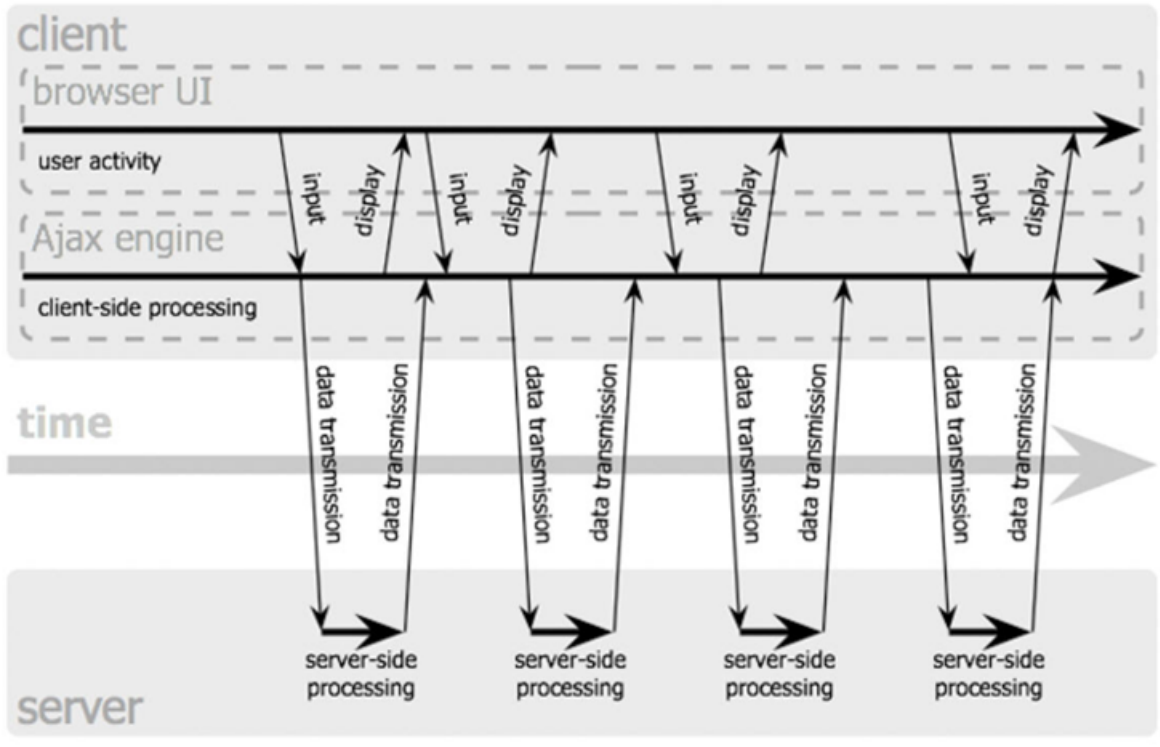 client
browser UI
user activity
input
display
input
display
input
display
input
display
Ajax engine
client-side processing
data transmission
data transmission
data transmission
data transmission
data transmission
data transmission
data transmission
data transmission
time
server-side
processing
server-side
processing
server-side
processing
server-side
processing
server